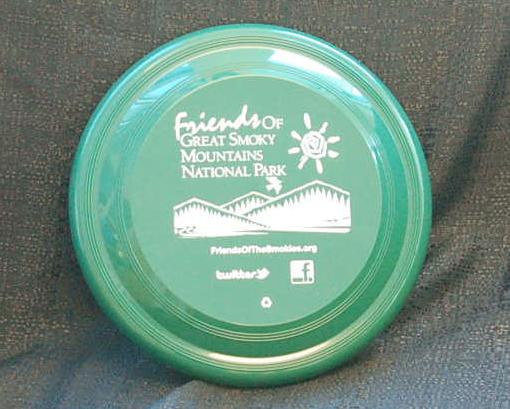 Friends OF
GREAT SMOKY
MOUNTAINS
NATIONAL PARK
FriendsOfTheSmokies.org
twitter f